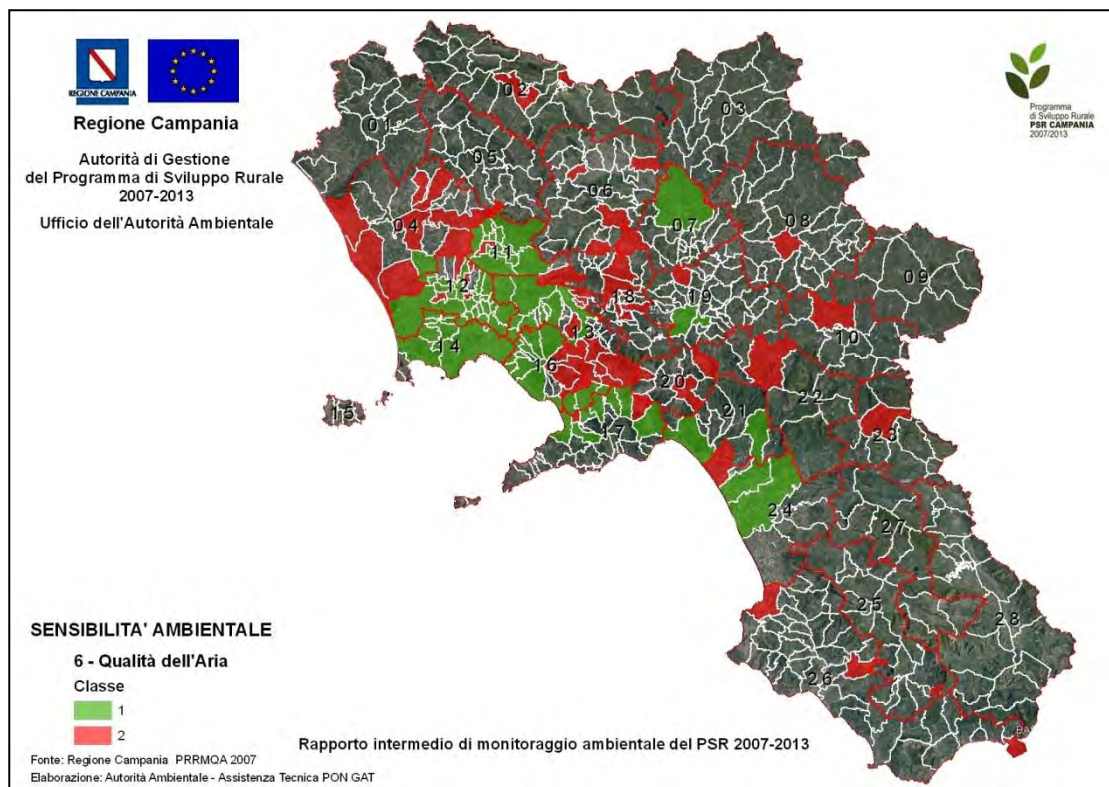 REGIONE CAMPANIA
Regione Campania
Autorità di Gestione
del Programma di Sviluppo Rurale
2007-2013
Ufficio dell'Autorità Ambientale
Programma
di Sviluppo Rurale
PSR CAMPANIA
2007/2013
01
02
03
04
05
06
07
08
09
10
11
12
13
14
15
16
17
18
19
20
21
22
23
24
25
26
27
28
SENSIBILITA' AMBIENTALE
6 - Qualità dell'Aria
Classe
1
2
Fonte: Regione Campania PRRMQA 2007
Elaborazione: Autorità Ambientale - Assistenza Tecnica PON GAT
Rapporto intermedio di monitoraggio ambientale del PSR 2007-2013